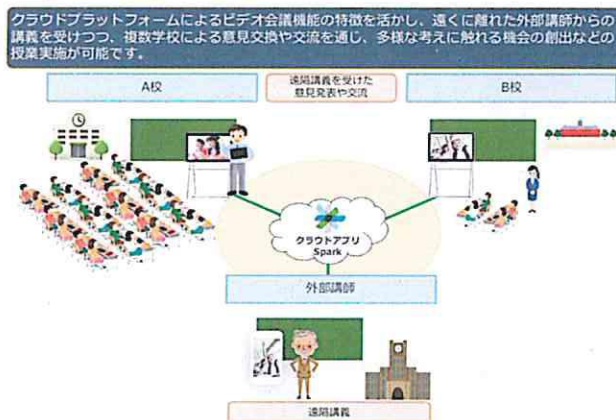 クラウドプラットフォームによるビデオ会議機能の特徴を活かし、遠くに離れた外部講師からの
講義を受けつつ、複数学校による意見交換や交流を通じ、多様な考えに触れる機会の創出などの
授業実施が可能です。
A校
遠隔講義を受けた
意見発表や交流
B校
クラウドアプリ
Spark
外部講師
遠隔講義